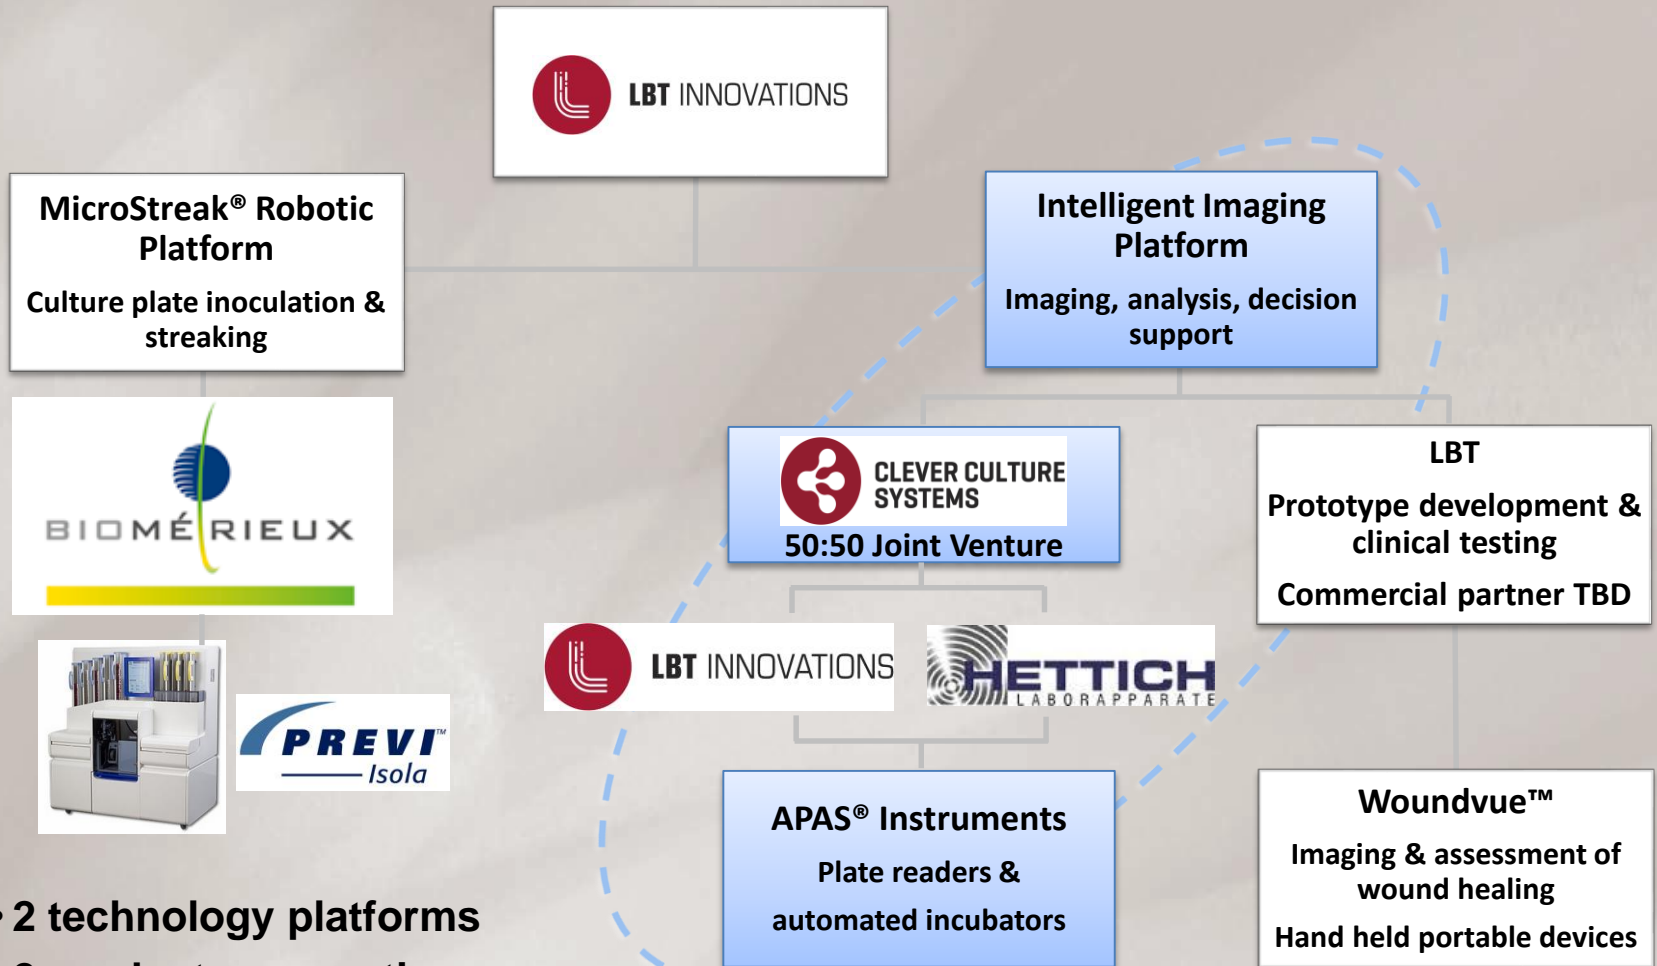 LBT INNOVATIONS
MicroStreak® Robotic
Platform
Culture plate inoculation &
streaking
Intelligent Imaging
Platform
Imaging, analysis, decision
support
BIOMÉRIEUX
CLEVER CULTURE
SYSTEMS
50:50 Joint Venture
LBT
Prototype development &
clinical testing
Commercial partner TBD
LBT INNOVATIONS
HETTICH
LABORAPPARATE
PREVI™
Isola
APAS® Instruments
Plate readers &
automated incubators
Woundvue™
Imaging & assessment of
wound healing
Hand held portable devices
• 2 technology platforms